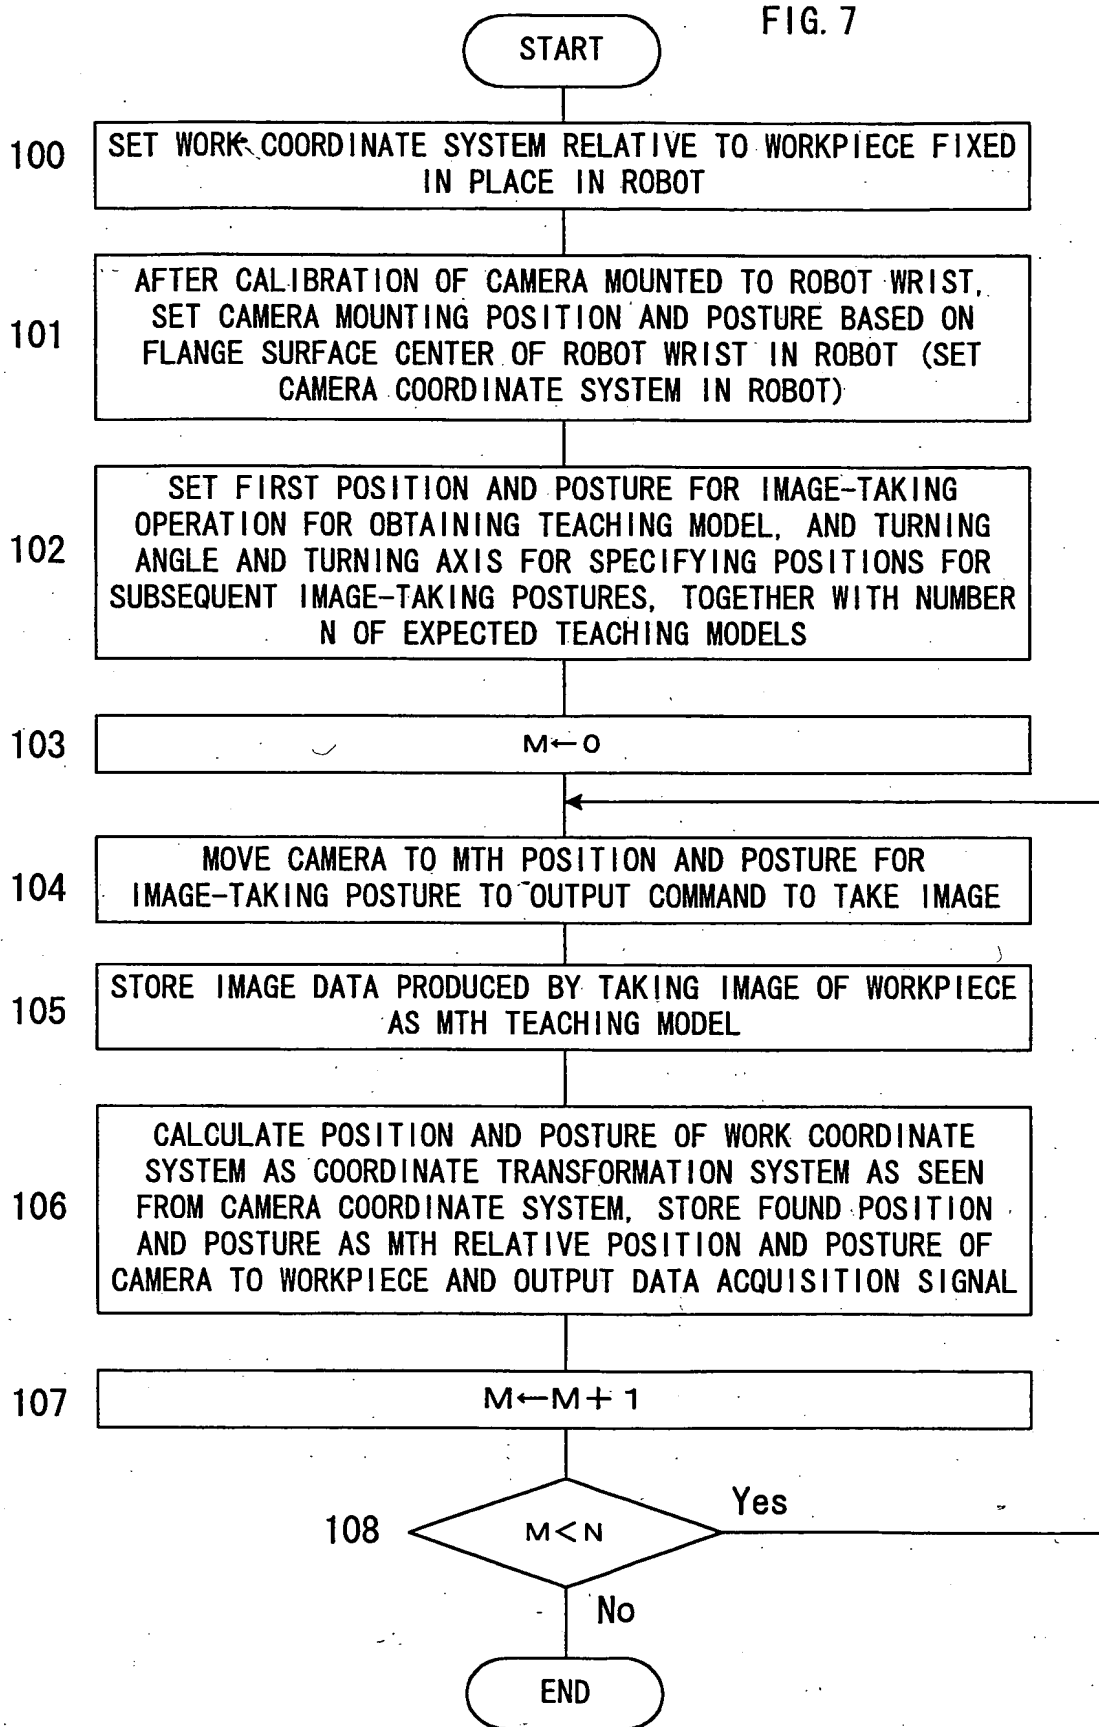 FIG. 7
START
100
SET WORK COORDINATE SYSTEM RELATIVE TO WORKPIECE FIXED
IN PLACE IN ROBOT
101
AFTER CALIBRATION OF CAMERA MOUNTED TO ROBOT WRIST,
SET CAMERA MOUNTING POSITION AND POSTURE BASED ON
FLANGE SURFACE CENTER OF ROBOT WRIST IN ROBOT (SET
CAMERA COORDINATE SYSTEM IN ROBOT)
102
SET FIRST POSITION AND POSTURE FOR IMAGE-TAKING
OPERATION FOR OBTAINING TEACHING MODEL, AND TURNING
ANGLE AND TURNING AXIS FOR SPECIFYING POSITIONS FOR
SUBSEQUENT IMAGE-TAKING POSTURES, TOGETHER WITH NUMBER
N OF EXPECTED TEACHING MODELS
103
M←0
104
MOVE CAMERA TO MTH POSITION AND POSTURE FOR
IMAGE-TAKING POSTURE TO OUTPUT COMMAND TO TAKE IMAGE
105
STORE IMAGE DATA PRODUCED BY TAKING IMAGE OF WORKPIECE
AS MTH TEACHING MODEL
106
CALCULATE POSITION AND POSTURE OF WORK COORDINATE
SYSTEM AS COORDINATE TRANSFORMATION SYSTEM AS SEEN
FROM CAMERA COORDINATE SYSTEM, STORE FOUND POSITION
AND POSTURE AS MTH RELATIVE POSITION AND POSTURE OF
CAMERA TO WORKPIECE AND OUTPUT DATA ACQUISITION SIGNAL
107
M←M+1
108
M<N
Yes
No
END